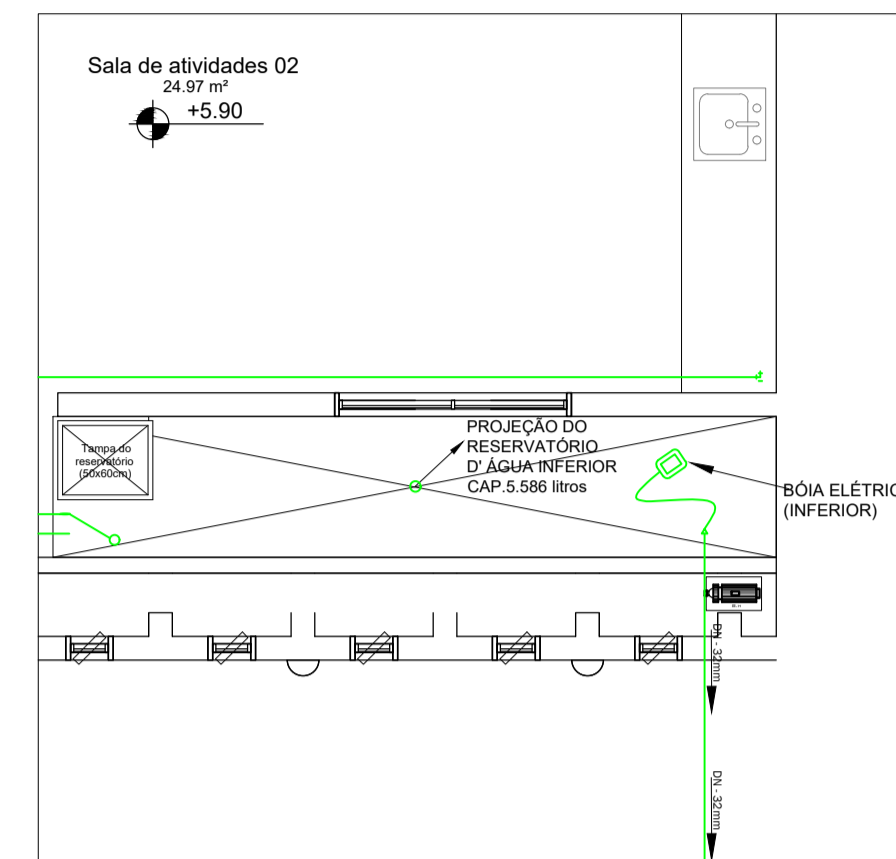 Sala de atividades 02
24.97 m²
+5.90
PROJEÇÃO DO
RESERVATÓRIO
D' ÁGUA INFERIOR
CAP.5.586 litros
Tampa do
reservatório
(50x60cm)
BÓIA ELÉTRIC
(INFERIOR)
DN - 32mm
DN - 32mm